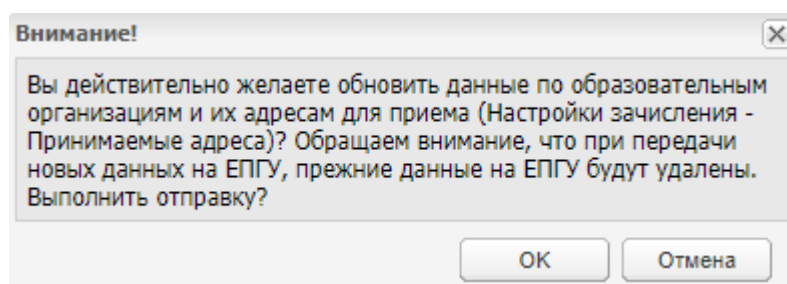 Внимание!
Вы действительно желаете обновить данные по образовательным
организациям и их адресам для приема (Настройки зачисления -
Принимаемые адреса)? Обращаем внимание, что при передачи
новых данных на ЕПГУ, прежние данные на ЕПГУ будут удалены.
Выполнить отправку?
OK
Отмена